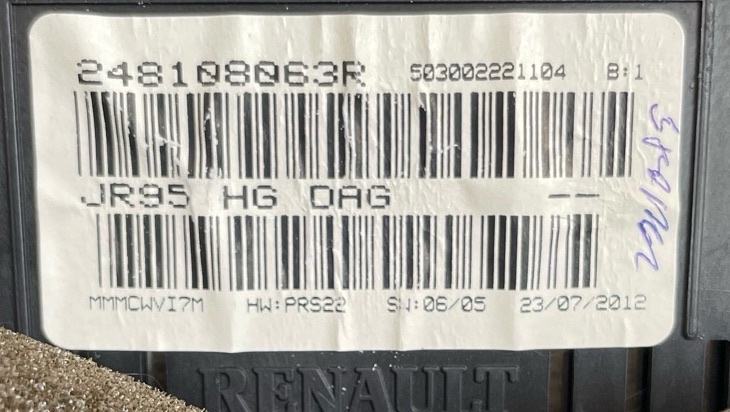 248108063R 503002221104 B:1
JR95 HG DAG --
MMMCWVI7M HW:PRS22 SW:06/05 23/07/2012
RENAULT